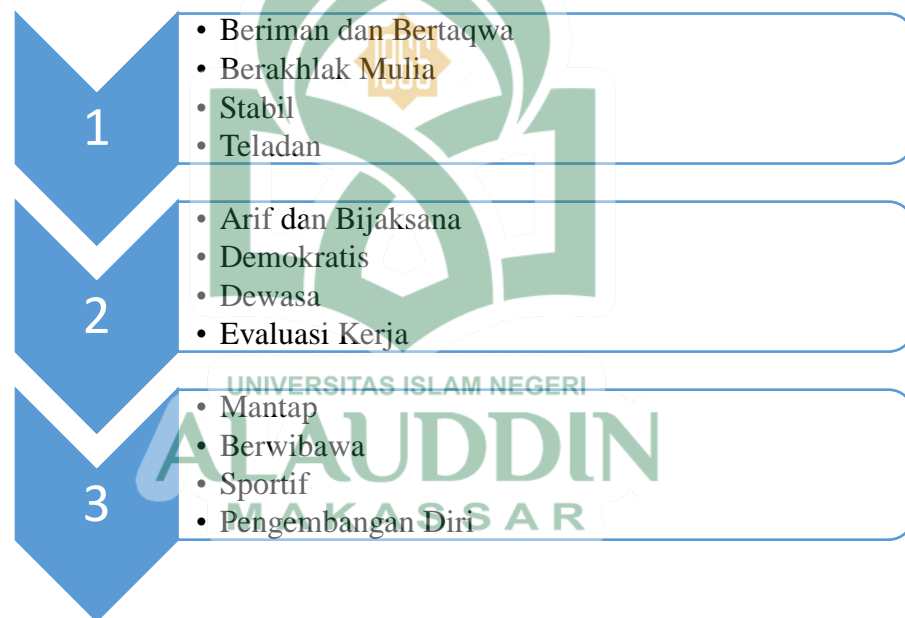 1
• Beriman dan Bertaqwa
• Berakhlak Mulia
• Stabil
• Teladan
2
• Arif dan Bijaksana
• Demokratis
• Dewasa
• Evaluasi Kerja
3
• Mantap
• Berwibawa
• Sportif
• Pengembangan Diri
1965
UNIVERSITAS ISLAM NEGERI
ALAUDDIN
MAKASSAR